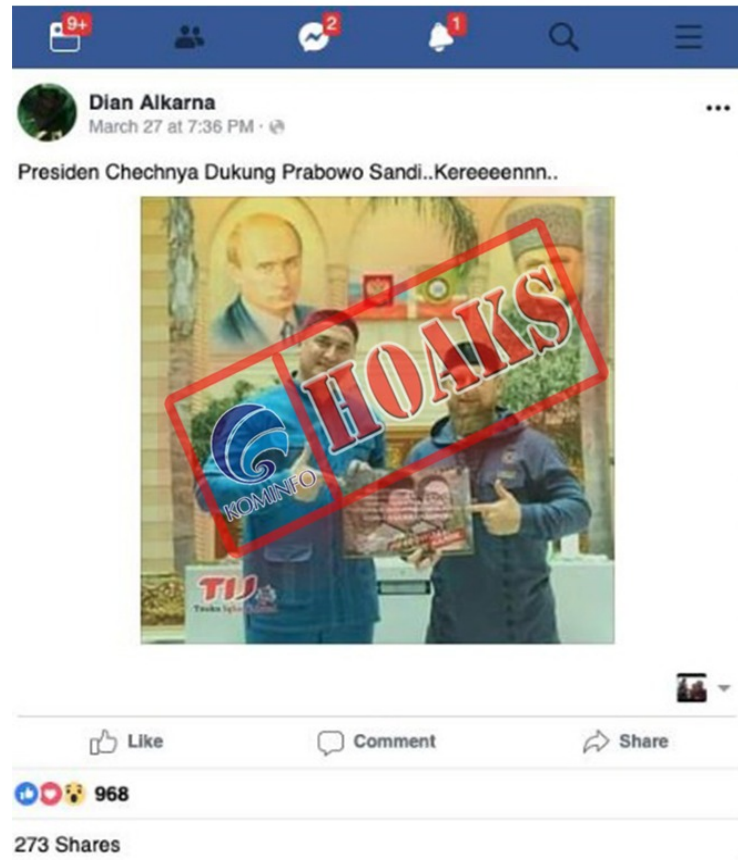 9+
2
1
Dian Alkarna
March 27 at 7:36 PM
Presiden Chechnya Dukung Prabowo Sandi..Kereeeennn..
HOAKS
KOMINFO
TIJ
Like
Comment
Share
968
273 Shares